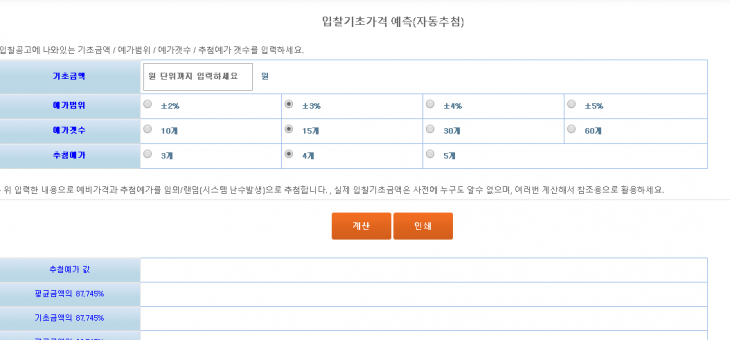 입찰기초가격 예측(자동추첨)
입찰공고에 나와있는 기초금액 / 예가범위 / 예가갯수 / 추첨예가 갯수를 입력하세요.
기초금액 원 단위까지 입력하세요 원
예가범위 ±2% ±3% ±4% ±5%
예가갯수 10개 15개 30개 60개
추첨예가 3개 4개 5개
위 입력한 내용으로 예비가격과 추첨예가를 임의/랜덤(시스템 난수발생)으로 추첨합니다. , 실제 입찰기초금액은 사전에 누구도 알수 없으며, 여러번 계산해서 참조용으로 활용하세요.
계산 인쇄
추첨예가 값
평균금액의 87,745%
기초금액의 87,745%